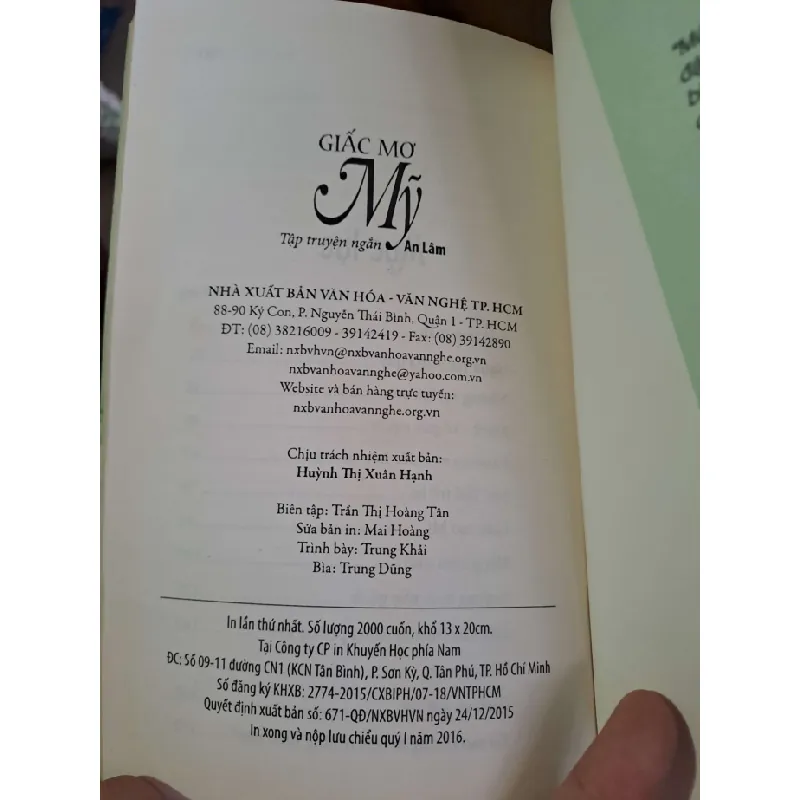 GIẤC MƠ
Mỹ
Tập truyện ngắn An Lâm
NHÀ XUẤT BẢN VĂN HÓA - VĂN NGHỆ TP. HCM
88-90 Ký Con, P. Nguyễn Thái Bình, Quận 1 - TP. HCM
ĐT: (08) 38216009 - 39142419 - Fax: (08) 39142890
Email: nxbvhvn@nxbvanhoavannghe.org.vn
nxbvanhoavannghe@yahoo.com.vn
Website và bán hàng trực tuyến:
nxbvanhoavannghe.org.vn
Chịu trách nhiệm xuất bản:
Huỳnh Thị Xuân Hạnh
Biên tập: Trần Thị Hoàng Tân
Sửa bản in: Mai Hoàng
Trình bày: Trung Khải
Bìa: Trung Dũng
In lần thứ nhất. Số lượng 2000 cuốn, khổ 13 x 20cm.
Tại Công ty CP in Khuyến Học phía Nam
ĐC: Số 09-11 đường CN1 (KCN Tân Bình), P. Sơn Kỳ, Q. Tân Phú, TP. Hồ Chí Minh
Số đăng ký KHXB: 2774-2015/CXBIPH/07-18/VNTPHCM
Quyết định xuất bản số: 671-QĐ/NXBVHVN ngày 24/12/2015
In xong và nộp lưu chiểu quý I năm 2016.